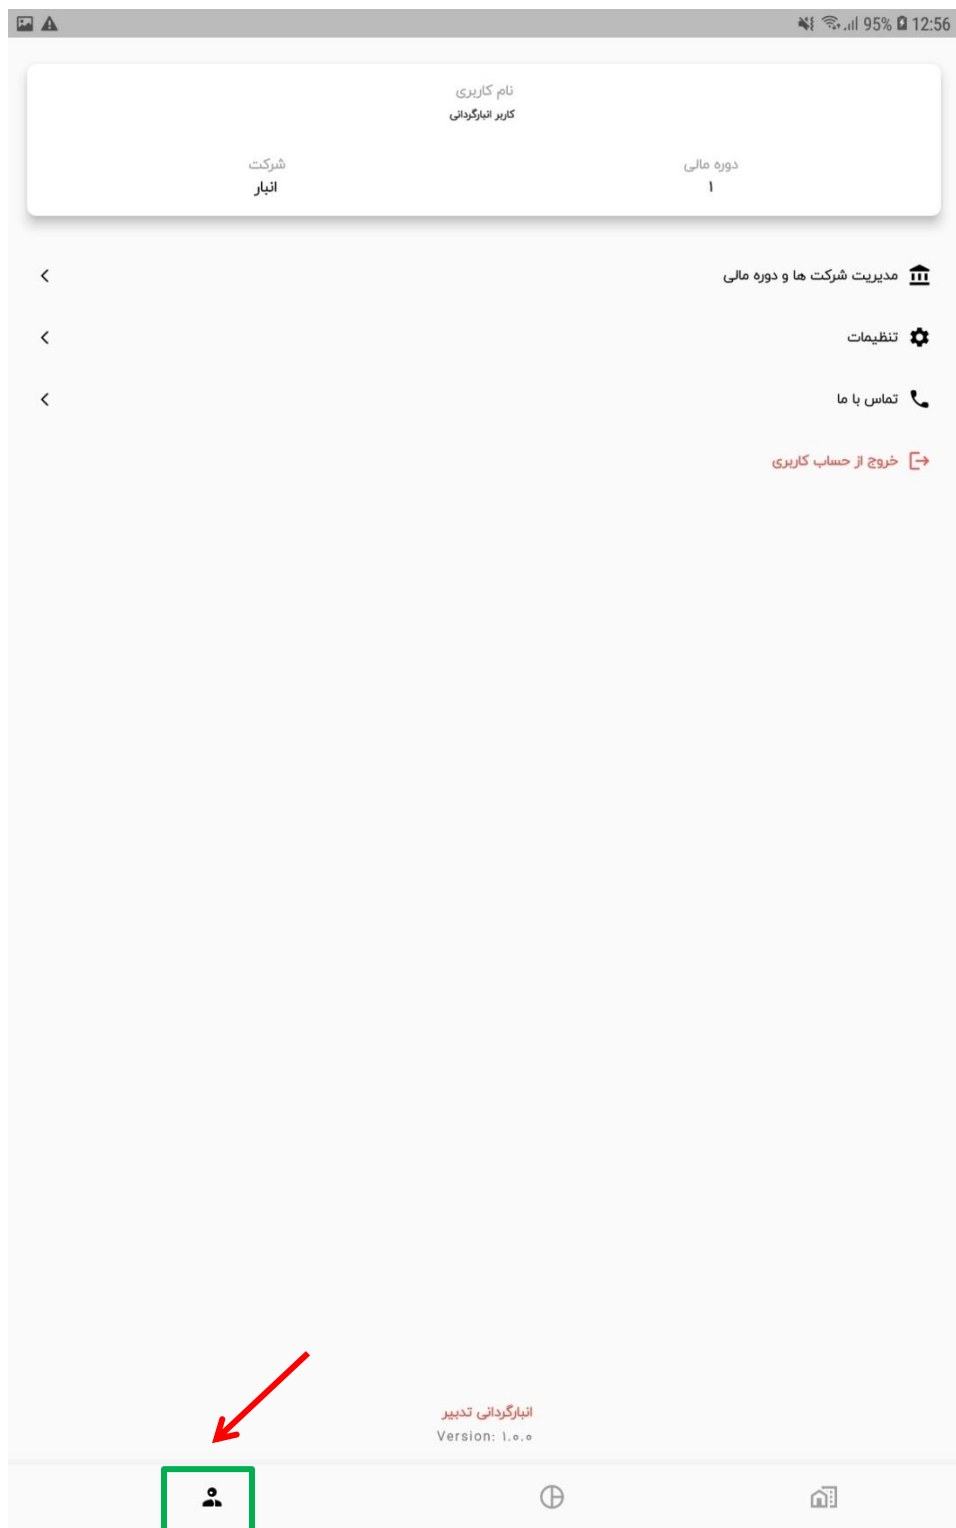 95% 12:56
نام کاربری
کاربر انبارگردانی
دوره مالی
۱
شرکت
انبار
مدیریت شرکت ها و دوره مالی
تنظیمات
تماس با ما
خروج از حساب کاربری
انبارگردانی تدبیر
Version: ۱.۰.۰